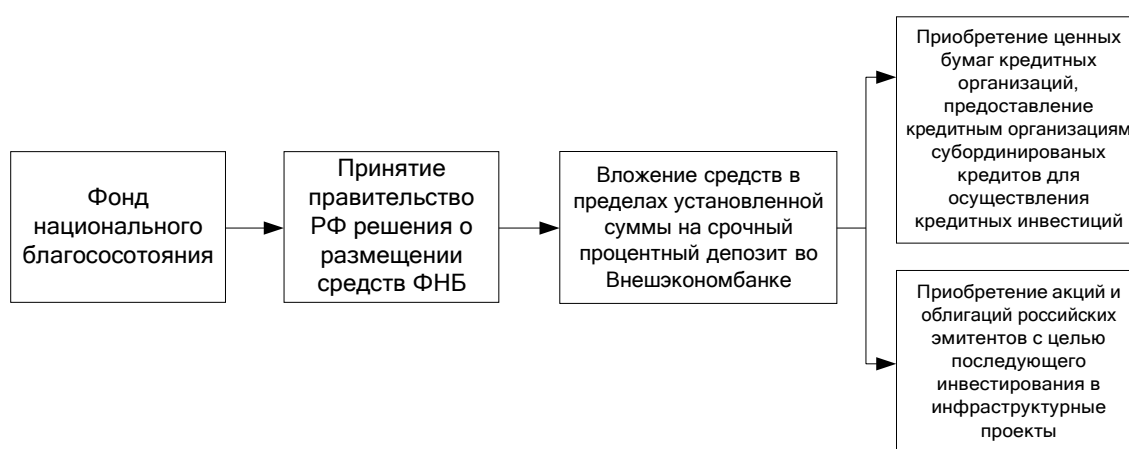 Фонд
национального
благососотояния
Принятие
правительство
РФ решения о
размещении
средств ФНБ
Вложение средств в
пределах установленной
суммы на срочный
процентный депозит во
Внешэкономбанке
Приобретение ценных
бумаг кредитных
организаций,
предоставление
кредитным организациям
субординированых
кредитов для
осуществления
кредитных инвестиций
Приобретение акций и
облигаций российских
эмитентов с целью
последующего
инвестирования в
инфраструктурные
проекты